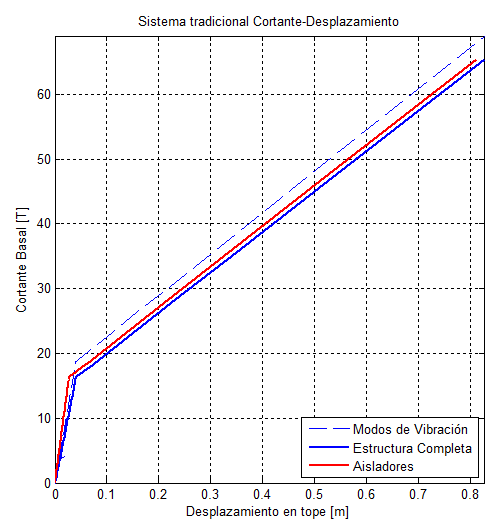 Sistema tradicional Cortante-Desplazamiento
Cortante Basal [T]
60
50
40
30
20
10
0
0 0.1 0.2 0.3 0.4 0.5 0.6 0.7 0.8
Desplazamiento en tope [m]
Modos de Vibración
Estructura Completa
Aisladores